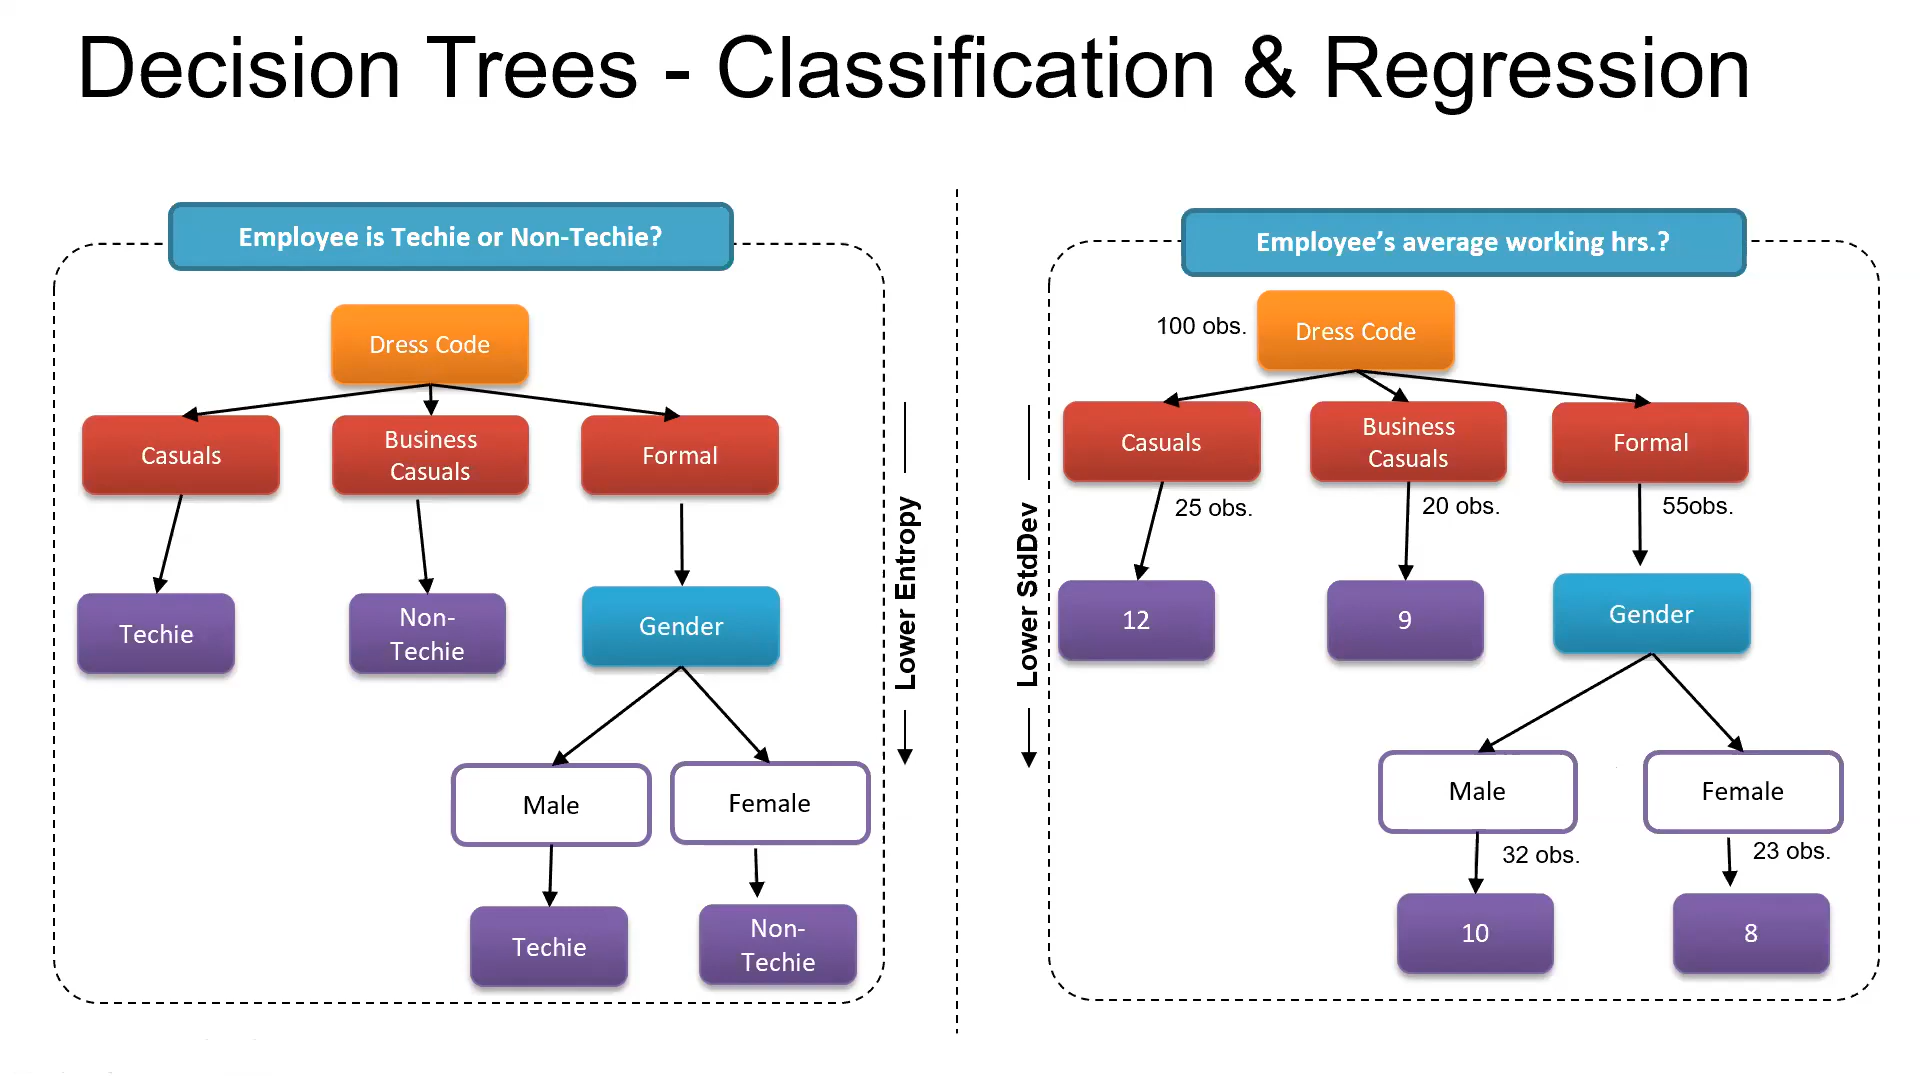 Decision Trees - Classification & Regression
Employee is Techie or Non-Techie?
Dress Code
Casuals
Business
Casuals
Formal
Techie
Non-
Techie
Gender
Male
Female
Techie
Non-
Techie
Lower Entropy
Lower StdDev
Employee’s average working hrs.?
100 obs.
Dress Code
Casuals
Business
Casuals
Formal
25 obs.
20 obs.
55obs.
12
9
Gender
Male
Female
32 obs.
23 obs.
10
8